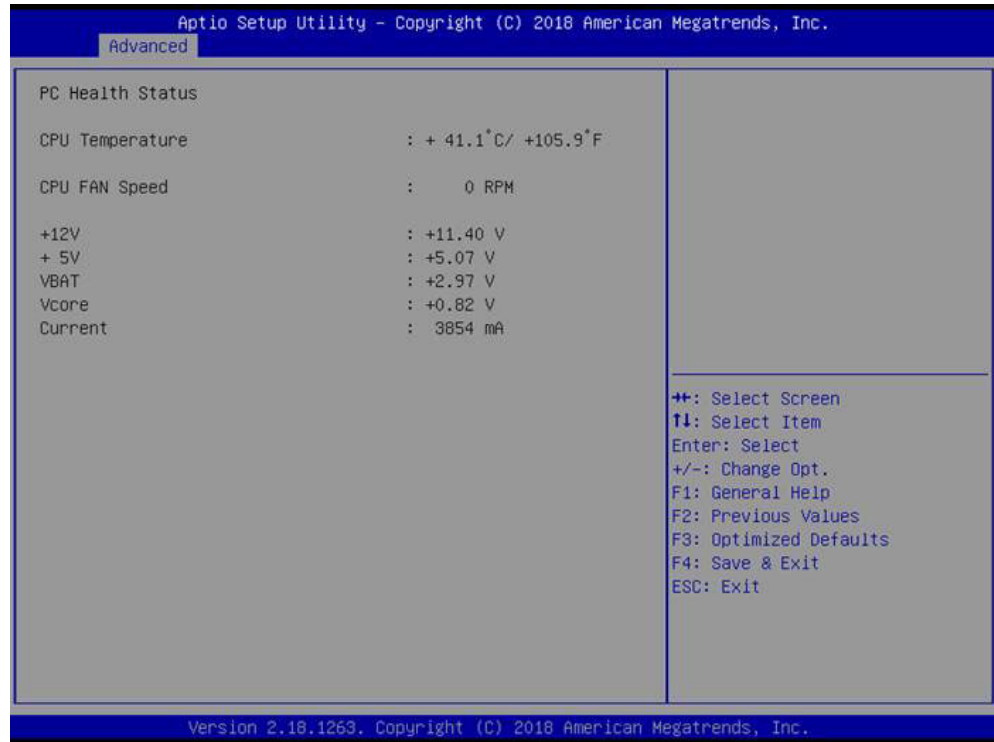 Aptio Setup Utility – Copyright (C) 2018 American Megatrends, Inc.
Advanced
PC Health Status
CPU Temperature : + 41.1°C/ +105.9°F
CPU FAN Speed : 0 RPM
+12V : +11.40 V
+ 5V : +5.07 V
VBAT : +2.97 V
Vcore : +0.82 V
Current : 3854 mA
→←: Select Screen
↑↓: Select Item
Enter: Select
+/-: Change Opt.
F1: General Help
F2: Previous Values
F3: Optimized Defaults
F4: Save & Exit
ESC: Exit
Version 2.18.1263. Copyright (C) 2018 American Megatrends, Inc.